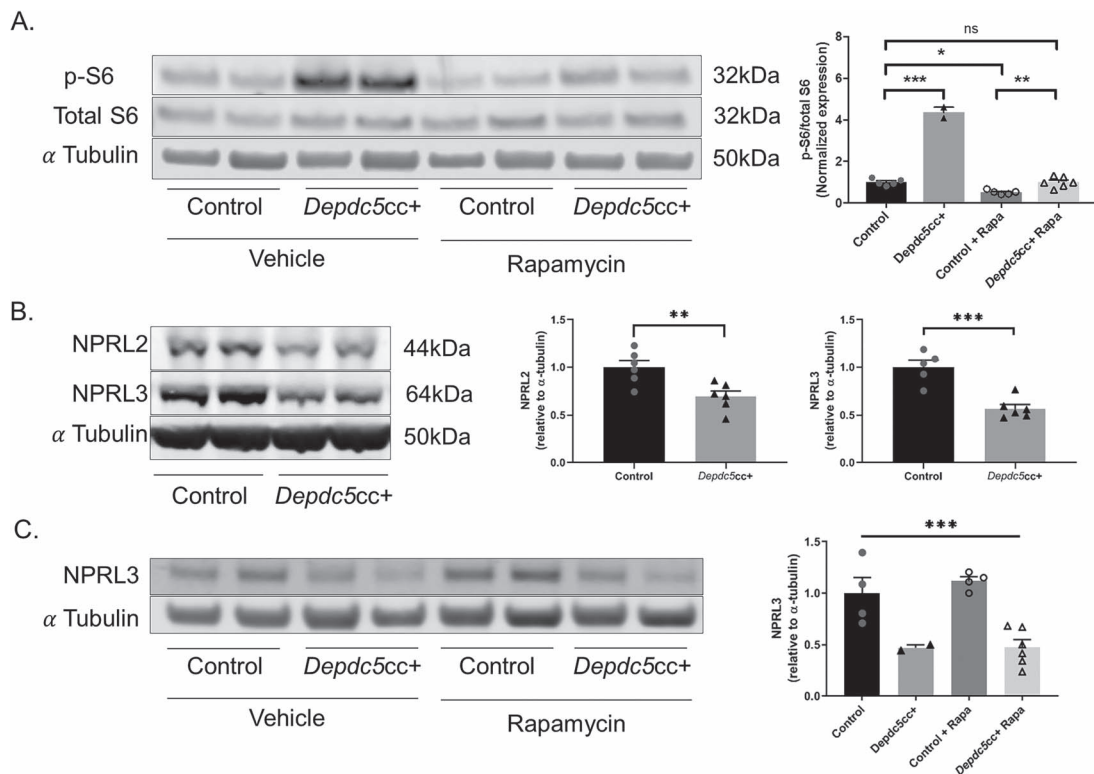 A.
p-S6
32kDa
Total S6
32kDa
α Tubulin
50kDa
Control
Depdc5cc+
Control
Depdc5cc+
Vehicle
Rapamycin
p-S6/total S6
(Normalized expression)
8
6
4
2
0
ns
*
***
**
Control
Depdc5cc+
Control + Rapa
Depdc5cc+ Rapa
B.
NPRL2
44kDa
NPRL3
64kDa
α Tubulin
50kDa
Control
Depdc5cc+
NPRL2
(relative to α-tubulin)
1.5
1.0
0.5
0.0
**
Control
Depdc5cc+
NPRL3
(relative to α-tubulin)
1.5
1.0
0.5
0.0
***
Control
Depdc5cc+
C.
NPRL3
α Tubulin
Control
Depdc5cc+
Control
Depdc5cc+
Vehicle
Rapamycin
NPRL3
(relative to α-tubulin)
1.5
1.0
0.5
0.0
***
Control
Depdc5cc+
Control + Rapa
Depdc5cc+ Rapa